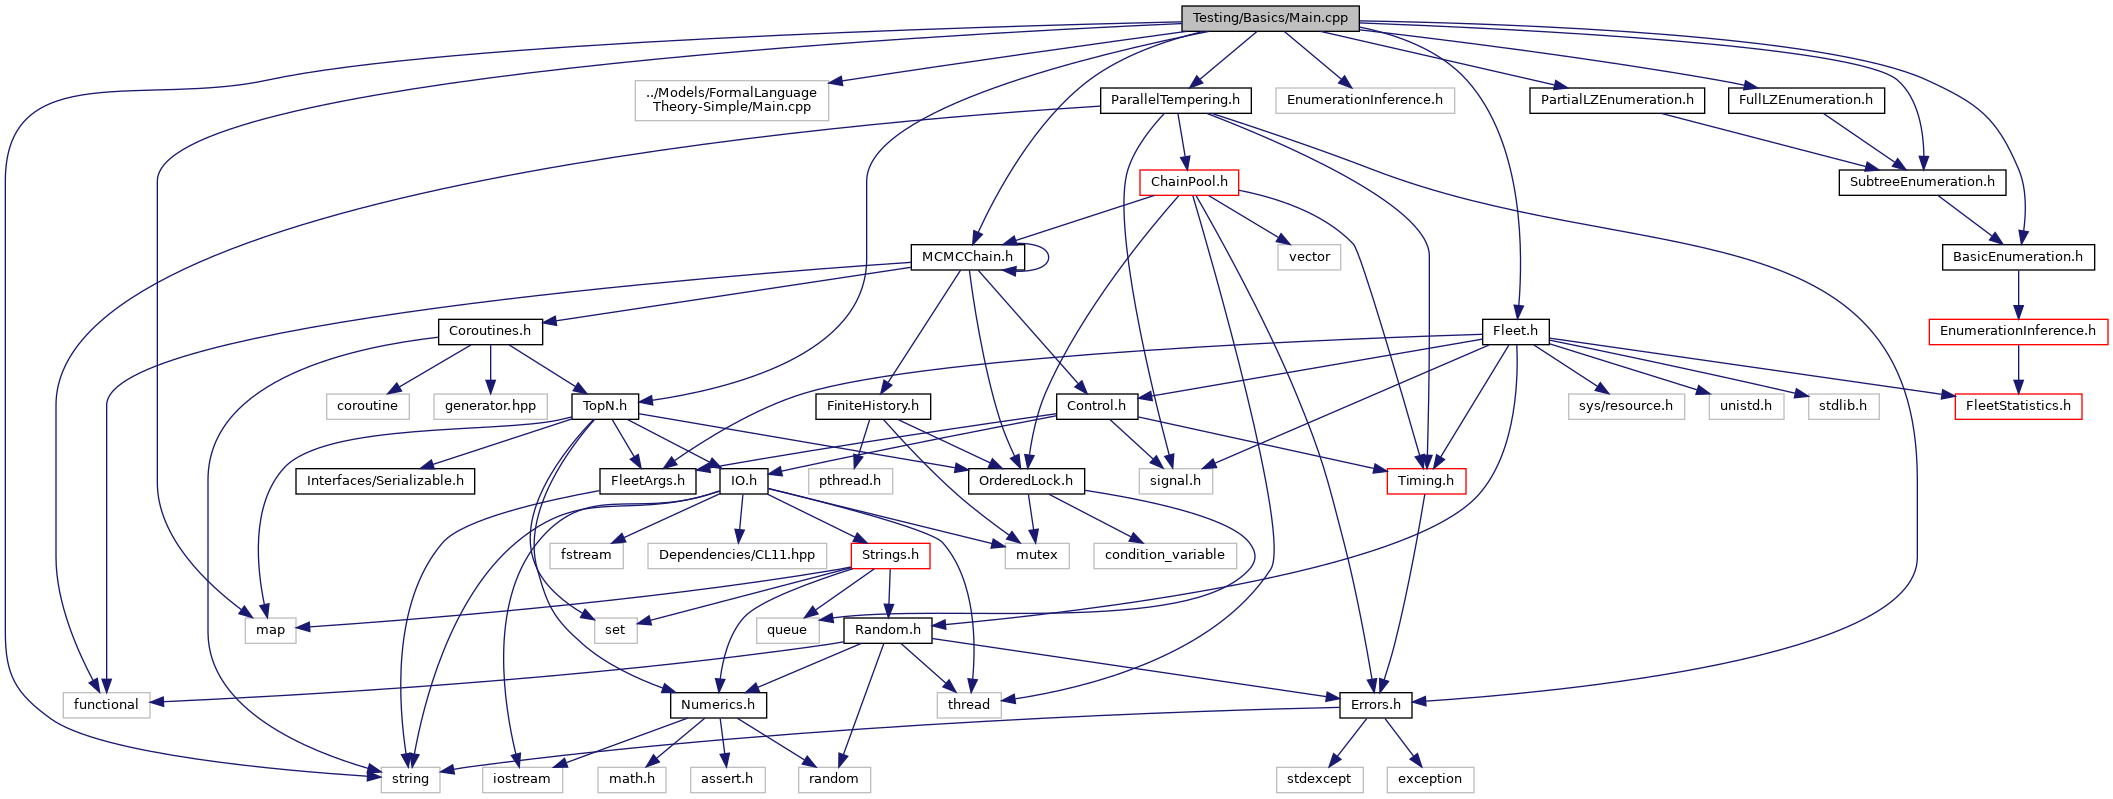 Testing/Basics/Main.cpp
../Models/FormalLanguage
Theory-Simple/Main.cpp
ParallelTempering.h
EnumerationInference.h
PartialLZEnumeration.h
FullLZEnumeration.h
ChainPool.h
SubtreeEnumeration.h
MCMCChain.h
vector
BasicEnumeration.h
Coroutines.h
Fleet.h
EnumerationInference.h
coroutine
generator.hpp
TopN.h
FiniteHistory.h
Control.h
sys/resource.h
unistd.h
stdlib.h
FleetStatistics.h
Interfaces/Serializable.h
FleetArgs.h
IO.h
pthread.h
OrderedLock.h
signal.h
Timing.h
fstream
Dependencies/CL11.hpp
Strings.h
mutex
condition_variable
map
set
queue
Random.h
functional
Numerics.h
thread
Errors.h
string
iostream
math.h
assert.h
random
stdexcept
exception